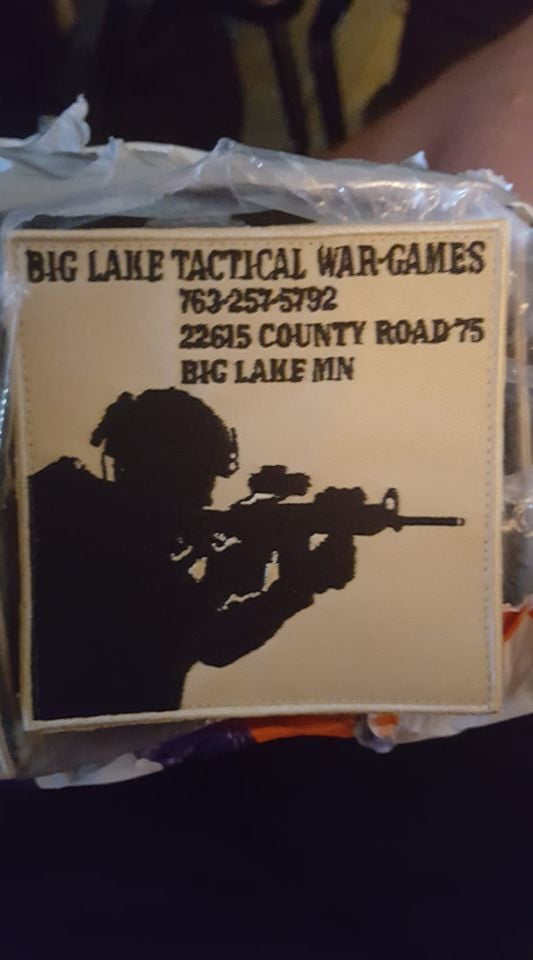 BIG LAKE TACTICAL WAR-GAMES
763-257-5792
22615 COUNTY ROAD 75
BIG LAKE MN